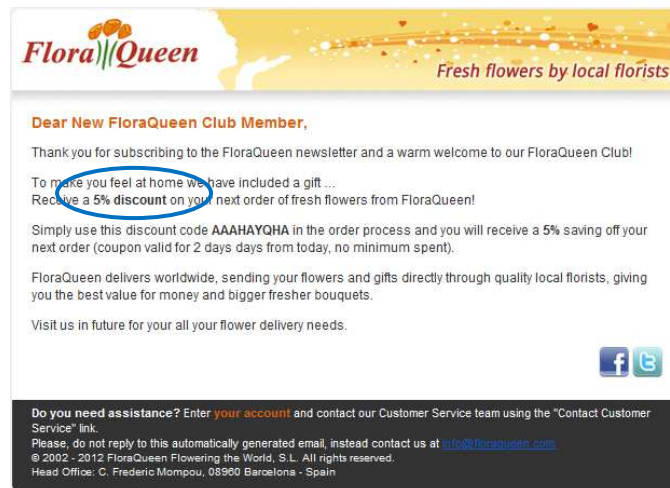 Flora Queen
Fresh flowers by local florists
Dear New FloraQueen Club Member,
Thank you for subscribing to the FloraQueen newsletter and a warm welcome to our FloraQueen Club!
To make you feel at home we have included a gift ...
Receive a 5% discount on your next order of fresh flowers from FloraQueen!
Simply use this discount code AAAHAYQHA in the order process and you will receive a 5% saving off your
next order (coupon valid for 2 days days from today, no minimum spent).
FloraQueen delivers worldwide, sending your flowers and gifts directly through quality local florists, giving
you the best value for money and bigger fresher bouquets.
Visit us in future for your all your flower delivery needs.
Do you need assistance? Enter your account and contact our Customer Service team using the "Contact Customer
Service" link.
Please, do not reply to this automatically generated email, instead contact us at info@floraqueen.com
© 2002 - 2012 FloraQueen Flowering the World, S.L. All rights reserved.
Head Office: C. Frederic Mompou, 08960 Barcelona - Spain